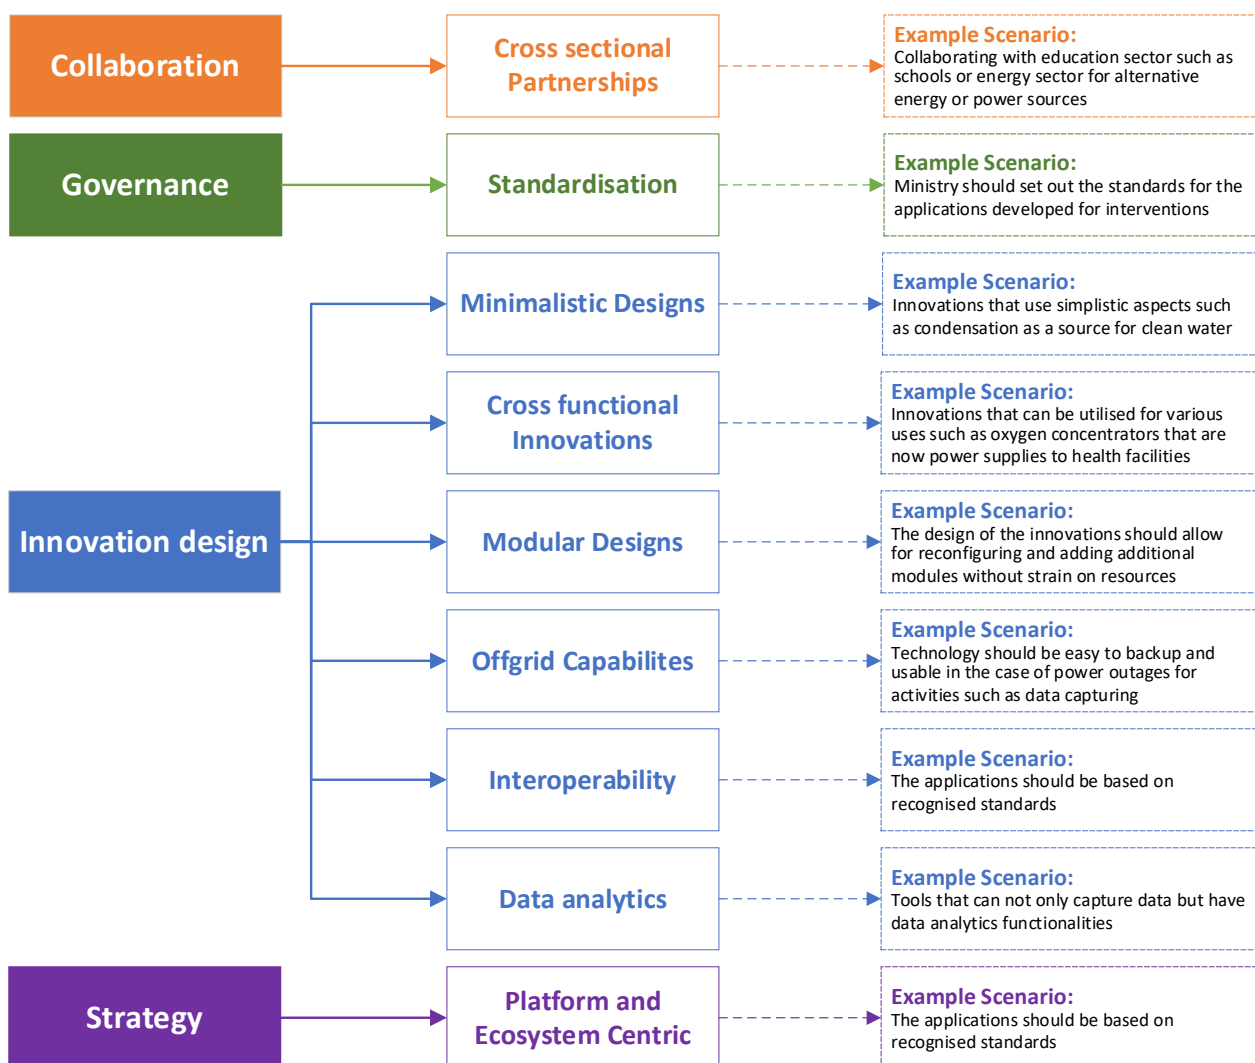 Collaboration
Cross sectional
Partnerships
Example Scenario:
Collaborating with education sector such as
schools or energy sector for alternative
energy or power sources
Governance
Standardisation
Example Scenario:
Ministry should set out the standards for the
applications developed for interventions
Innovation design
Minimalistic Designs
Example Scenario:
Innovations that use simplistic aspects such
as condensation as a source for clean water
Cross functional
Innovations
Example Scenario:
Innovations that can be utilised for various
uses such as oxygen concentrators that are
now power supplies to health facilities
Modular Designs
Example Scenario:
The design of the innovations should allow
for reconfiguring and adding additional
modules without strain on resources
Offgrid Capabilites
Example Scenario:
Technology should be easy to backup and
usable in the case of power outages for
activities such as data capturing
Interoperability
Example Scenario:
The applications should be based on
recognised standards
Data analytics
Example Scenario:
Tools that can not only capture data but have
data analytics functionalities
Strategy
Platform and
Ecosystem Centric
Example Scenario:
The applications should be based on
recognised standards